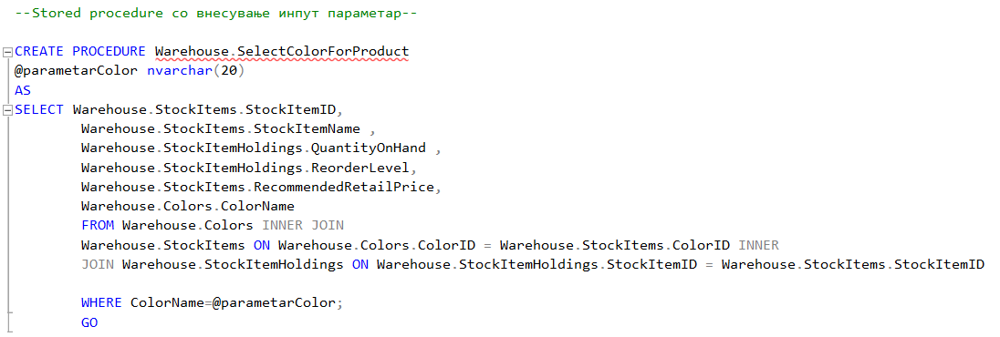 --Stored procedure со внесување инпут параметар--
CREATE PROCEDURE Warehouse.SelectColorForProduct
@parametarColor nvarchar(20)
AS
SELECT Warehouse.StockItems.StockItemID,
Warehouse.StockItems.StockItemName ,
Warehouse.StockItemHoldings.QuantityOnHand ,
Warehouse.StockItemHoldings.ReorderLevel,
Warehouse.StockItems.RecommendedRetailPrice,
Warehouse.Colors.ColorName
FROM Warehouse.Colors INNER JOIN
Warehouse.StockItems ON Warehouse.Colors.ColorID = Warehouse.StockItems.ColorID INNER
JOIN Warehouse.StockItemHoldings ON Warehouse.StockItemHoldings.StockItemID = Warehouse.StockItems.StockItemID
WHERE ColorName=@parametarColor;
GO